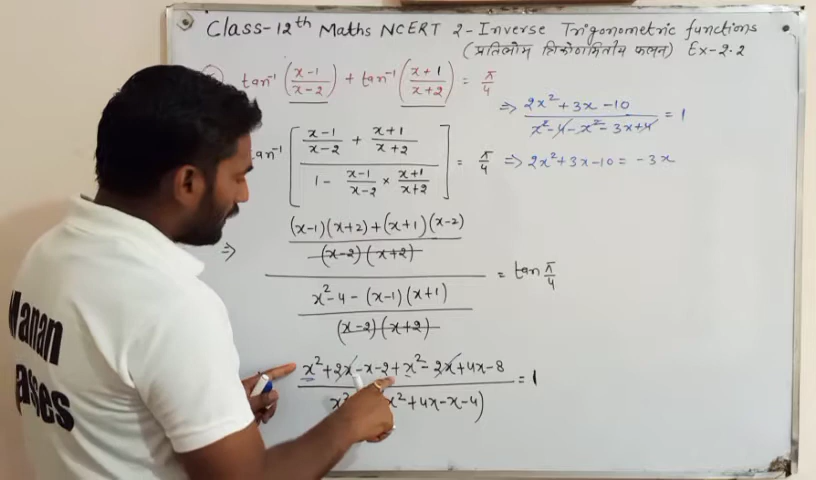 Class-12th Maths NCERT 2-Inverse Trigonometric functions
(प्रतिलोम त्रिकोणमितीय फलन) Ex-2.2
tan⁻¹ (x-1/x-2) + tan⁻¹ (x+1/x+2) = π/4
tan⁻¹ [ (x-1/x-2 + x+1/x+2) / (1 - x-1/x-2 × x+1/x+2) ] = π/4
⇒ ((x-1)(x+2)+(x+1)(x-2) / (x-2)(x+2)) / (x²-4-(x-1)(x+1) / (x-2)(x+2)) = tan π/4
x²+2x-x-2+x²-2x+4x-8 = 1
x² x²+4x-x-4)
⇒ 2x²+3x-10 / x²-4-x²-3x+4 = 1
⇒ 2x²+3x-10 = -3x
Manan
asses